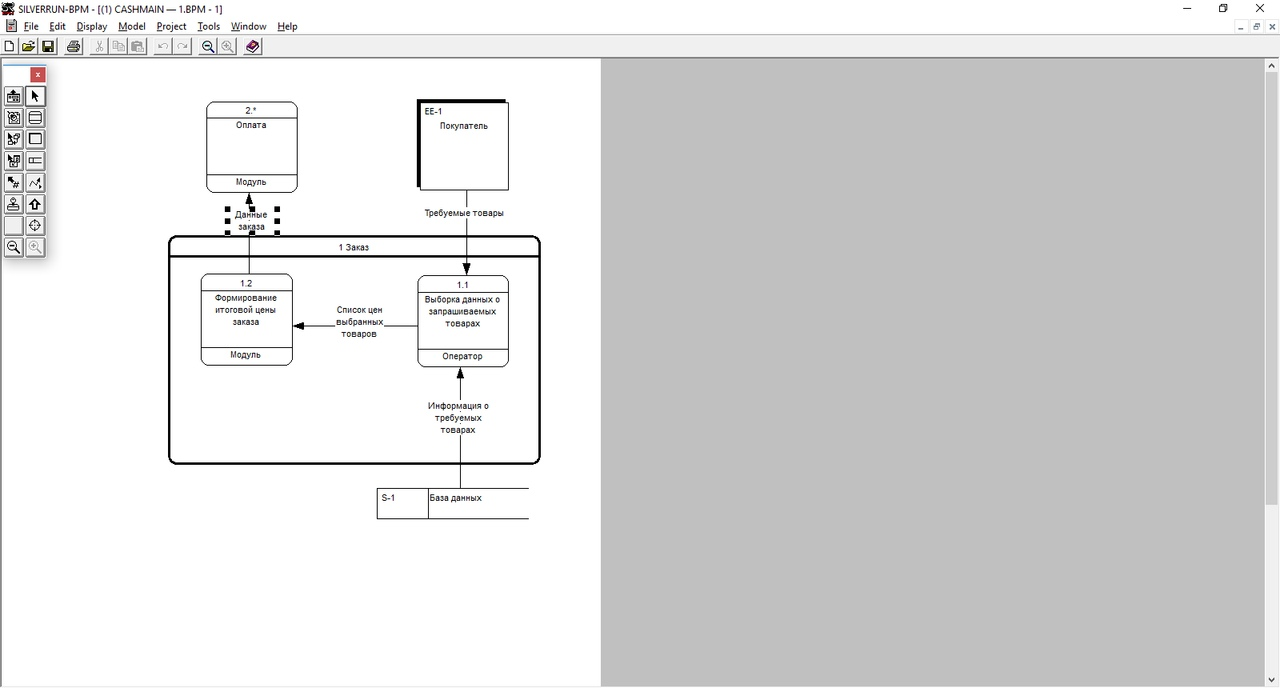 SILVERRUN-BPM - [(1) CASHMAIN — 1.BPM - 1]
File Edit Display Model Project Tools Window Help
2.*
Оплата
Модуль
EE-1
Покупатель
Данные
заказа
Требуемые товары
1 Заказ
1.2
Формирование
итоговой цены
заказа
Модуль
Список цен
выбранных
товаров
1.1
Выборка данных о
запрашиваемых
товарах
Оператор
Информация о
требуемых
товарах
S-1
База данных